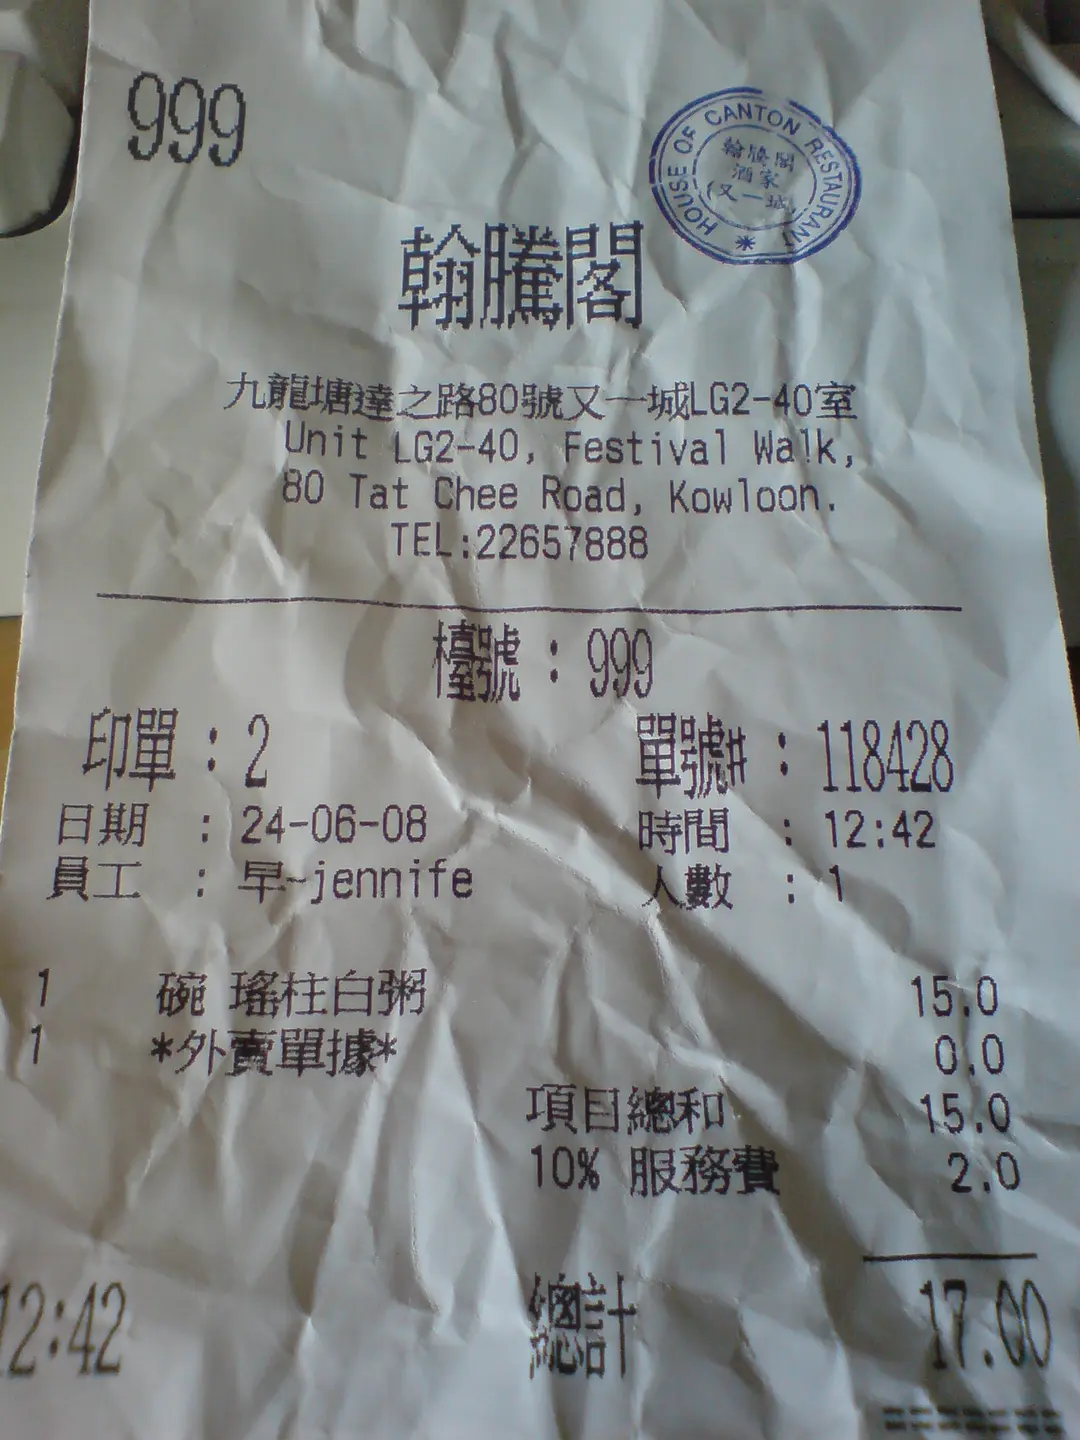 999
HOUSE OF CANTON RESTAURANT
翰騰閣
酒家
(又一城)
*
翰騰閣
九龍塘達之路80號又一城LG2-40室
Unit LG2-40, Festival Walk,
80 Tat Chee Road, Kowloon.
TEL:22657888
檯號 : 999
印單 : 2 單號# : 118428
日期 : 24-06-08 時間 : 12:42
員工 : 早~jennife 人數 : 1
1 碗 瑤柱白粥 15.0
1 *外賣單據* 0.0
項目總和 15.0
10% 服務費 2.0
12:42 總計 17.00
======